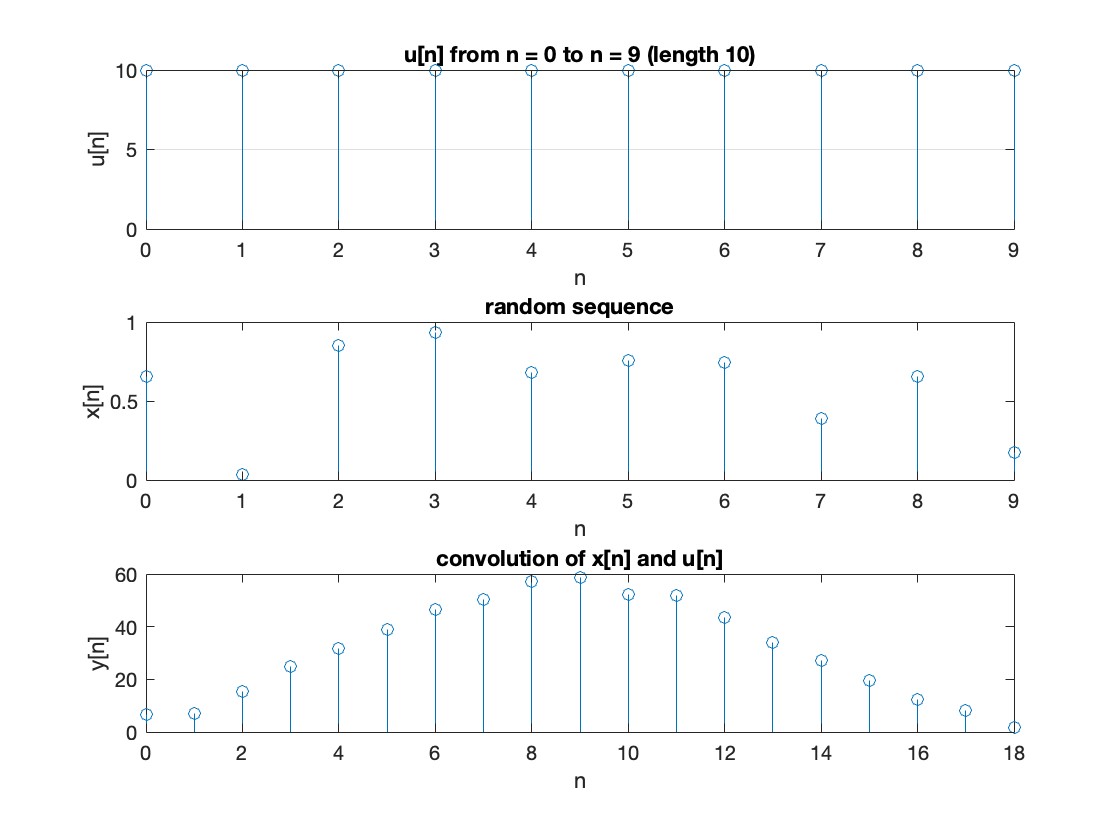 u[n] from n = 0 to n = 9 (length 10)
10
5
0
u[n]
0 1 2 3 4 5 6 7 8 9
n
random sequence
1
0.5
0
x[n]
0 1 2 3 4 5 6 7 8 9
n
convolution of x[n] and u[n]
60
40
20
0
y[n]
0 2 4 6 8 10 12 14 16 18
n